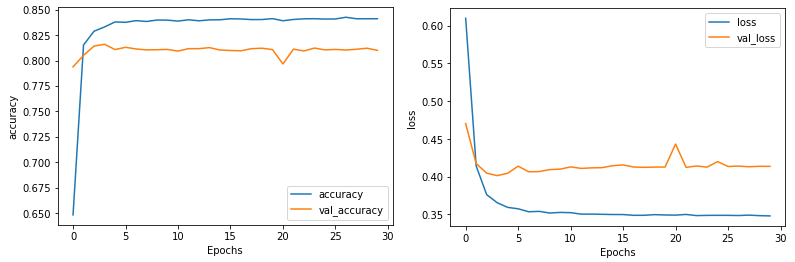 0.850
0.825
0.800
0.775
0.750
0.725
0.700
0.675
0.650
accuracy
0 5 10 15 20 25 30
Epochs
accuracy
val_accuracy
0.60
0.55
0.50
0.45
0.40
0.35
loss
0 5 10 15 20 25 30
Epochs
loss
val_loss